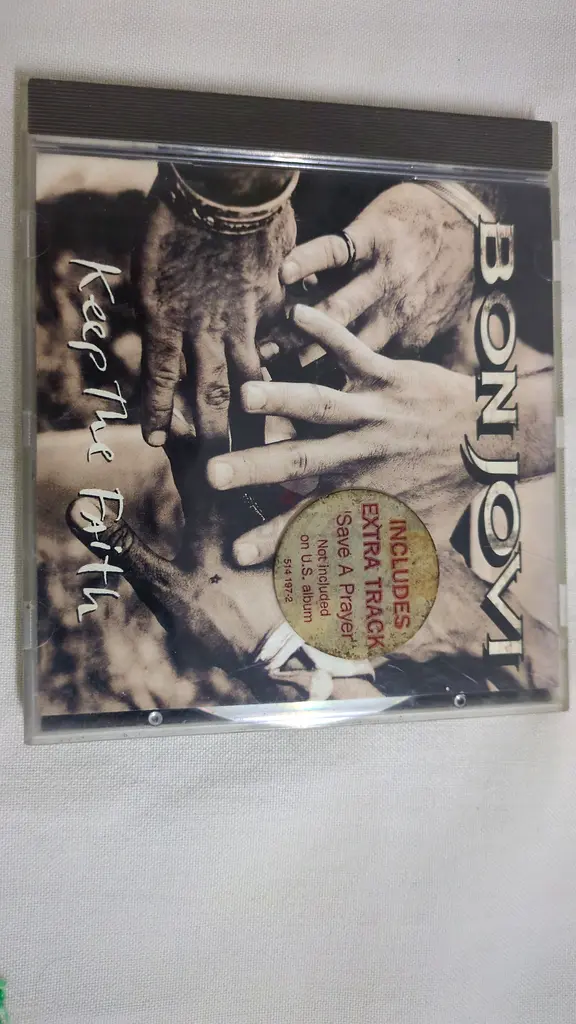 BON JOVI
INCLUDES
EXTRA TRACK
'Save A Prayer'
Not included
on U.S. album
514 197-2
Keep The Faith